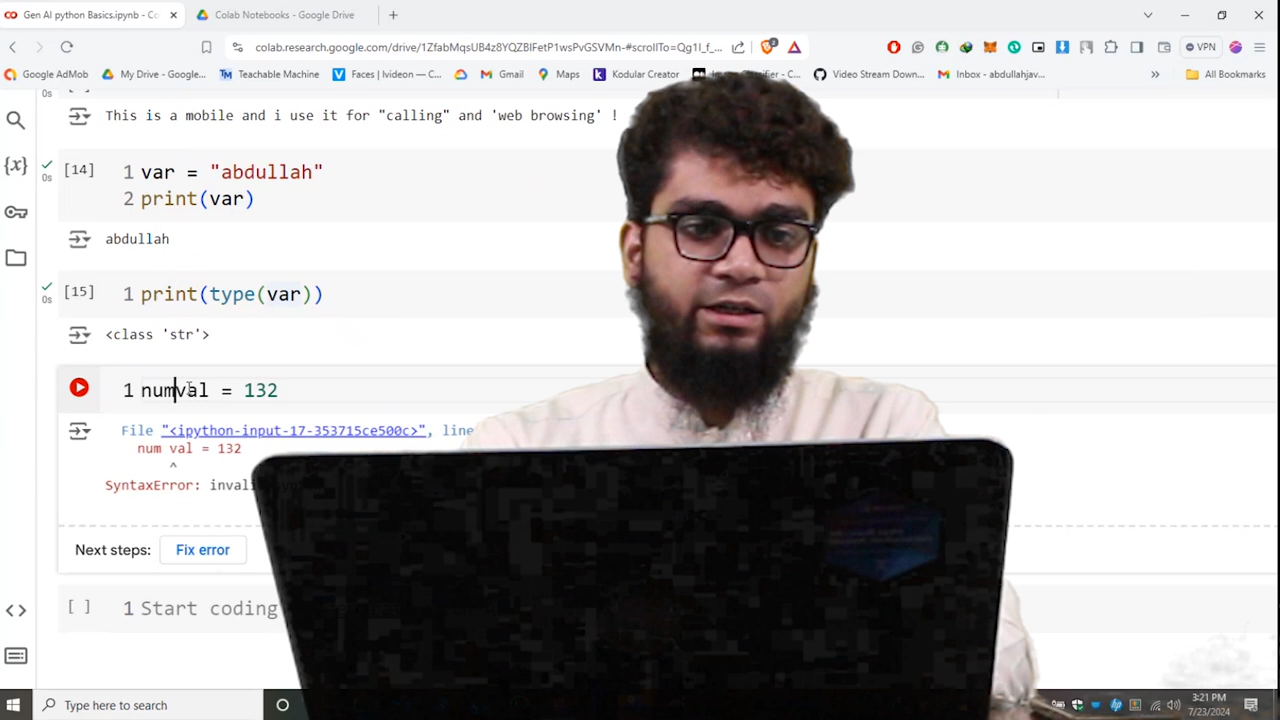 Gen AI python Basics.ipynb - Co
Colab Notebooks - Google Drive
colab.research.google.com/drive/1ZfabMqsUB4z8YQZBIFetP1wsPvGSVMn-#scrollTo=Qg1I_f_...
2
VPN
Google AdMob
My Drive - Google...
Teachable Machine
Faces | Ivideon — C...
Gmail
Maps
Kodular Creator
- C...
Video Stream Down...
Inbox - abdullahjav...
All Bookmarks
0s
This is a mobile and i use it for "calling" and 'web browsing' !
[14]
0s
1 var = "abdullah"
2 print(var)
abdullah
[15]
0s
1 print(type(var))
<class 'str'>
1 numval = 132
File "<ipython-input-17-353715ce500c>", line
num val = 132
^
SyntaxError: invali
Next steps: Fix error
[ ] 1 Start coding
Type here to search
3:21 PM
7/23/2024